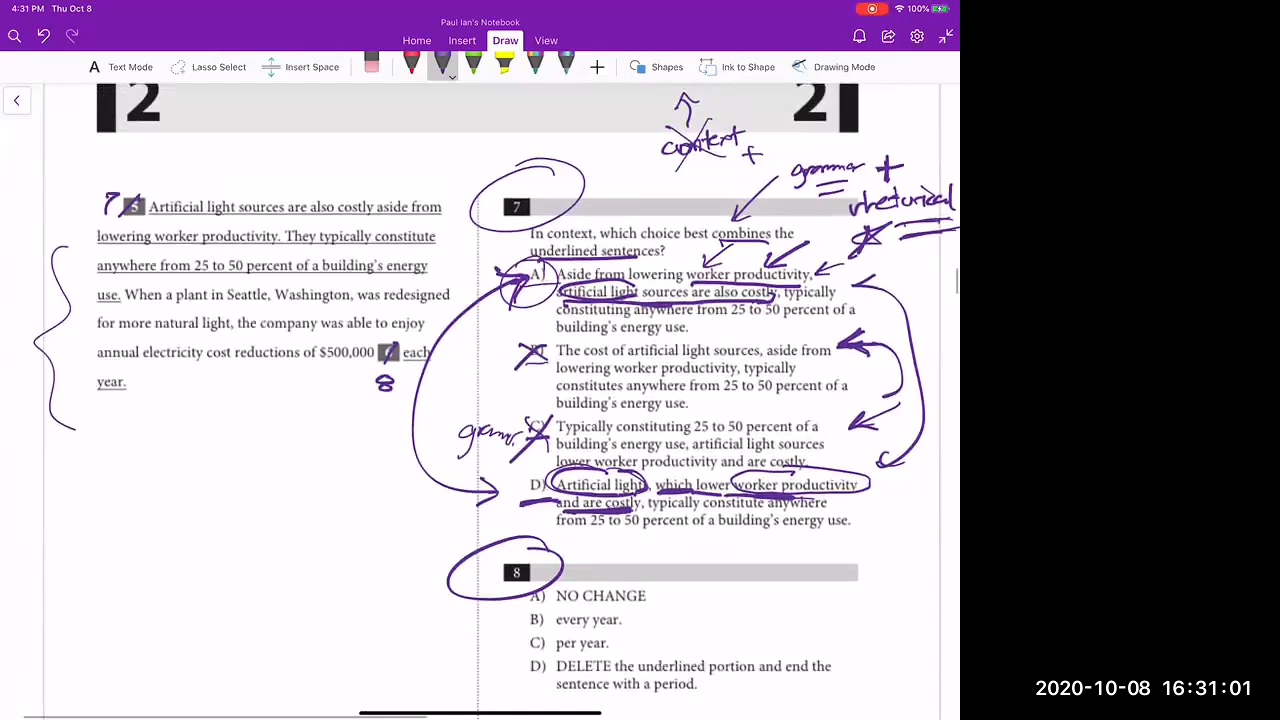 4:31 PM Thu Oct 8
100%
Paul Ian's Notebook
Home Insert Draw View
Text Mode Lasso Select Insert Space Shapes Ink to Shape Drawing Mode
2 2
context +
grammar +
rhetorical
7 5 Artificial light sources are also costly aside from
lowering worker productivity. They typically constitute
anywhere from 25 to 50 percent of a building's energy
use. When a plant in Seattle, Washington, was redesigned
for more natural light, the company was able to enjoy
annual electricity cost reductions of $500,000 each
year.
8
7
In context, which choice best combines the
underlined sentences?
A) Aside from lowering worker productivity,
artificial light sources are also costly, typically
constituting anywhere from 25 to 50 percent of a
building's energy use.
B) The cost of artificial light sources, aside from
lowering worker productivity, typically
constitutes anywhere from 25 to 50 percent of a
building's energy use.
grammar
C) Typically constituting 25 to 50 percent of a
building's energy use, artificial light sources
lower worker productivity and are costly.
D) Artificial light, which lower worker productivity
and are costly, typically constitute anywhere
from 25 to 50 percent of a building's energy use.
8
A) NO CHANGE
B) every year.
C) per year.
D) DELETE the underlined portion and end the
sentence with a period.
2020-10-08 16:31:01